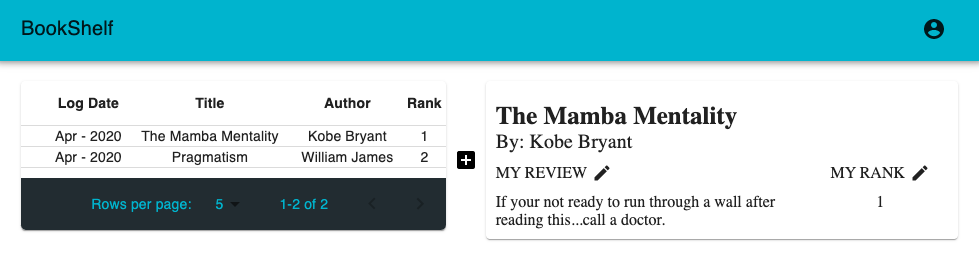 BookShelf
Log Date Title Author Rank
Apr - 2020 The Mamba Mentality Kobe Bryant 1
Apr - 2020 Pragmatism William James 2
Rows per page: 5 1-2 of 2
The Mamba Mentality
By: Kobe Bryant
MY REVIEW MY RANK
If your not ready to run through a wall after 1
reading this...call a doctor.